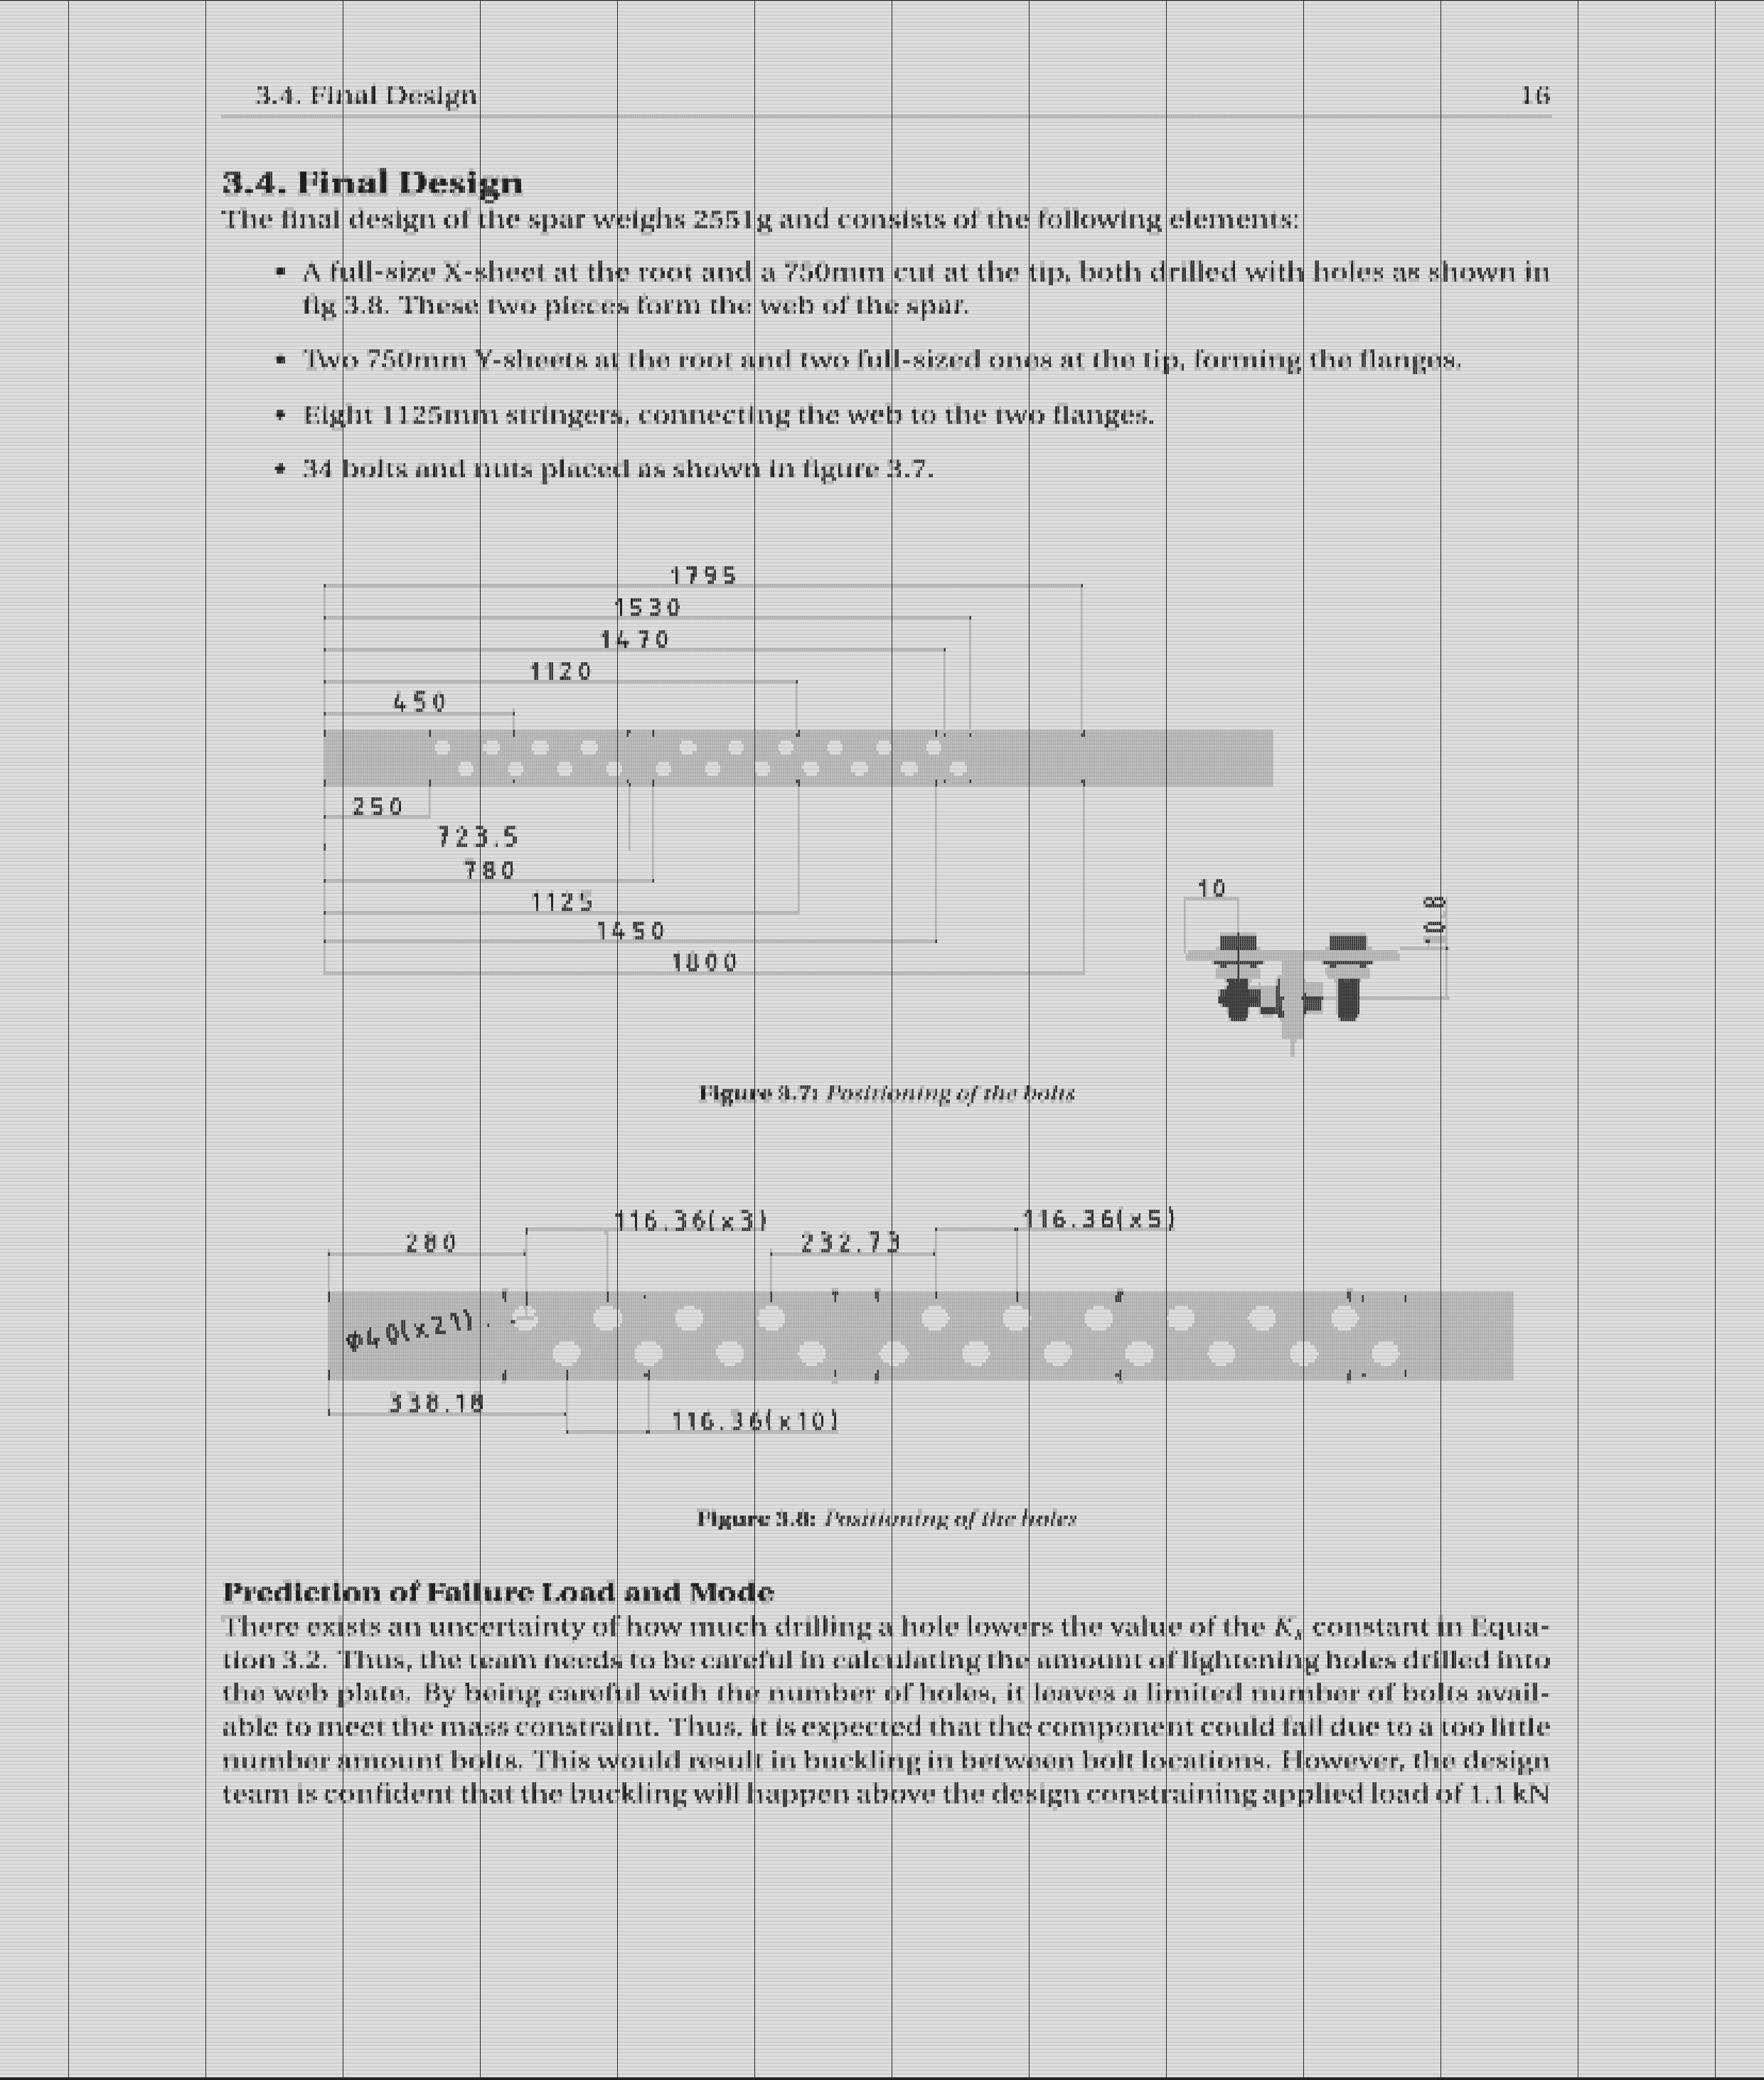 3.4. Final Design 16
3.4. Final Design
The final design of the spar weighs 2551g and consists of the following elements:
• A full-size X-sheet at the root and a 750mm cut at the tip, both drilled with holes as shown in
fig 3.8. These two pieces form the web of the spar.
• Two 750mm Y-sheets at the root and two full-sized ones at the tip, forming the flanges.
• Eight 1125mm stringers, connecting the web to the two flanges.
• 34 bolts and nuts placed as shown in figure 3.7.
1795
1530
1470
1120
450
250
723.5
780
1125
1450
1800
10
10.8
Figure 3.7: Positioning of the bolts
116.36(x3)
116.36(x5)
280
232.73
φ40(x21)
338.18
116.36(x10)
Figure 3.8: Positioning of the holes
Prediction of Failure Load and Mode
There exists an uncertainty of how much drilling a hole lowers the value of the Ks constant in Equa-
tion 3.2. Thus, the team needs to be careful in calculating the amount of lightening holes drilled into
the web plate. By being careful with the number of holes, it leaves a limited number of bolts avail-
able to meet the mass constraint. Thus, it is expected that the component could fail due to a too little
number amount bolts. This would result in buckling in between bolt locations. However, the design
team is confident that the buckling will happen above the design constraining applied load of 1.1 kN